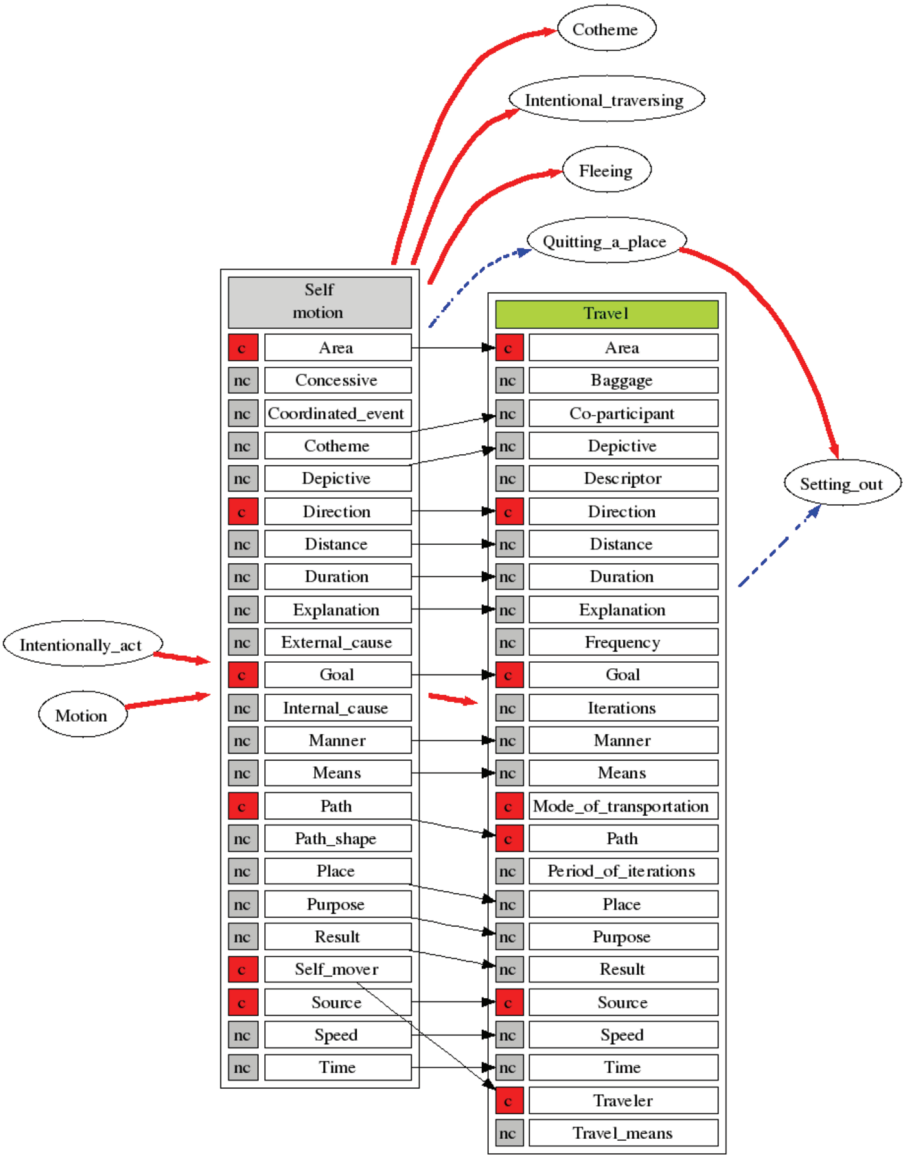 Cotheme
Intentional_traversing
Fleeing
Quitting_a_place
Setting_out
Intentionally_act
Motion
Self
motion
c Area
nc Concessive
nc Coordinated_event
nc Cotheme
nc Depictive
c Direction
nc Distance
nc Duration
nc Explanation
nc External_cause
c Goal
nc Internal_cause
nc Manner
nc Means
c Path
nc Path_shape
nc Place
nc Purpose
nc Result
c Self_mover
c Source
nc Speed
nc Time
Travel
c Area
nc Baggage
nc Co-participant
nc Depictive
nc Descriptor
c Direction
nc Distance
nc Duration
nc Explanation
nc Frequency
c Goal
nc Iterations
nc Manner
nc Means
c Mode_of_transportation
c Path
nc Period_of_iterations
nc Place
nc Purpose
nc Result
c Source
nc Speed
nc Time
c Traveler
nc Travel_means